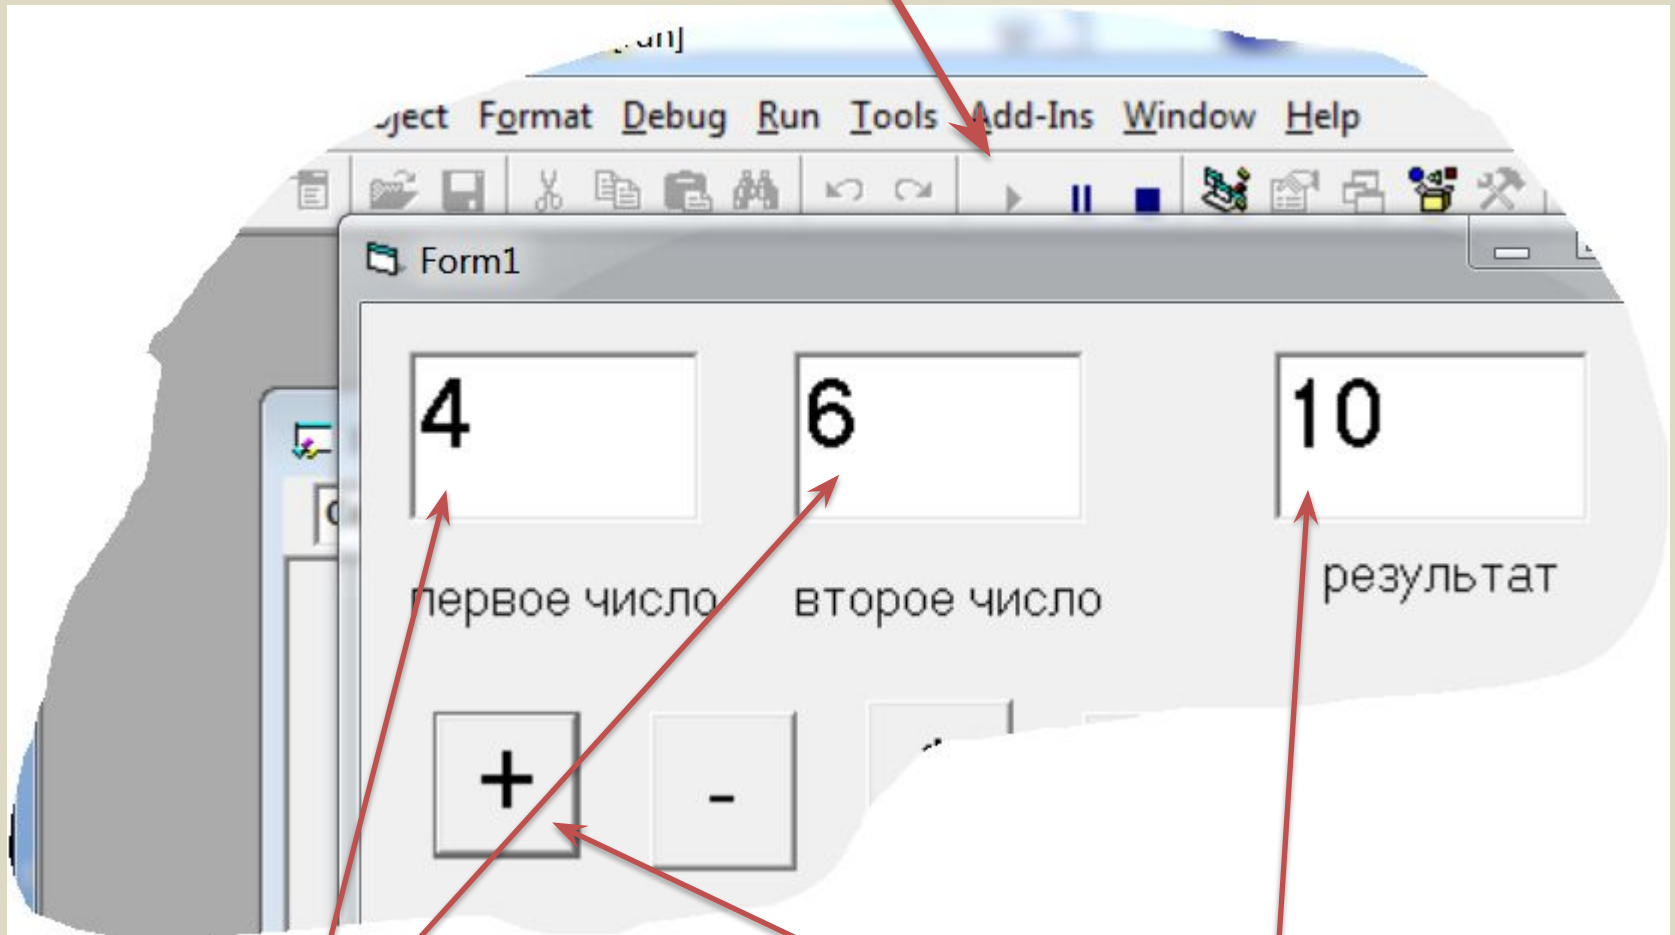 Format Debug Run Tools Add-Ins Window Help
Form1
4 6 10
первое число второе число результат
+ -